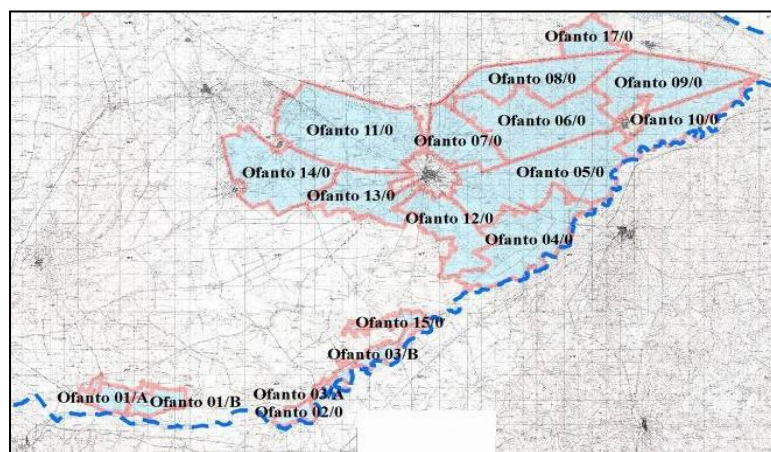 Ofanto 17/0
Ofanto 08/0
Ofanto 09/0
Ofanto 11/0
Ofanto 07/0
Ofanto 06/0
Ofanto 10/0
Ofanto 14/0
Ofanto 13/0
Ofanto 05/0
Ofanto 12/0
Ofanto 04/0
Ofanto 15/0
Ofanto 03/B
Ofanto 01/A
Ofanto 01/B
Ofanto 03/A
Ofanto 02/0